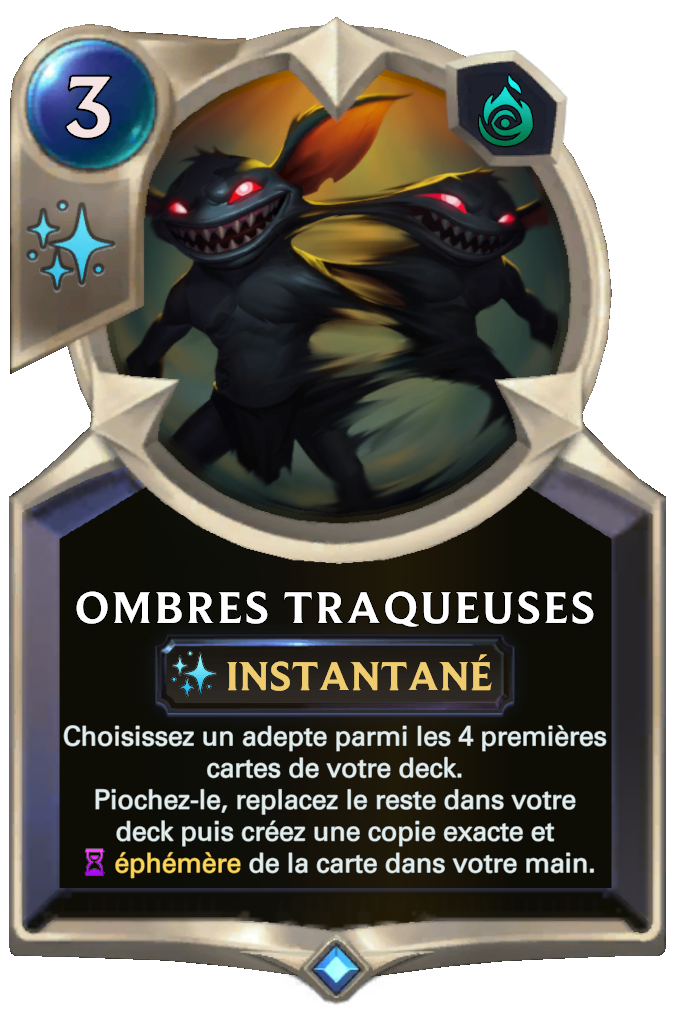 3
OMBRES TRAQUEUSES
INSTANTANÉ
Choisissez un adepte parmi les 4 premières
cartes de votre deck.
Piochez-le, replacez le reste dans votre
deck puis créez une copie exacte et
éphémère de la carte dans votre main.